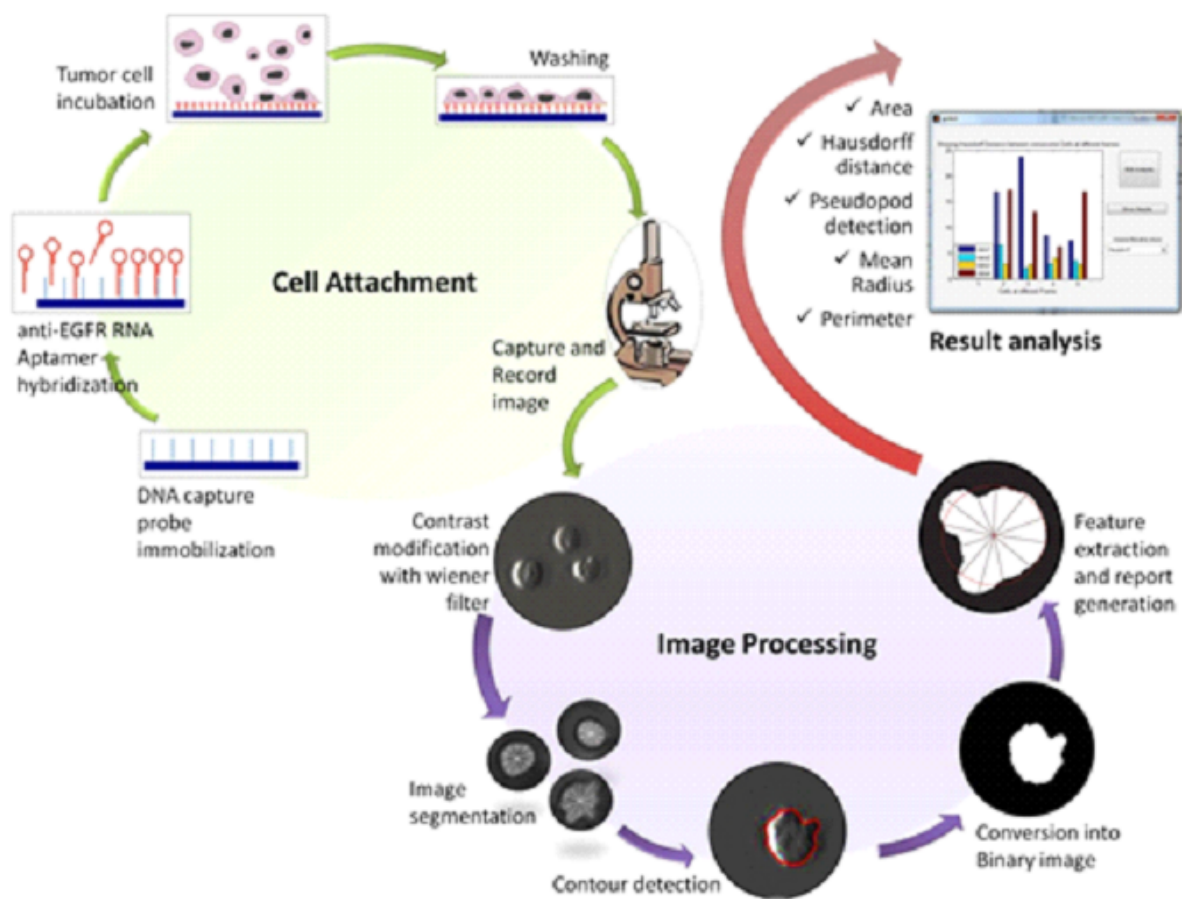 Tumor cell
incubation
Washing
Cell Attachment
anti-EGFR RNA
Aptamer
hybridization
DNA capture
probe
immobilization
Capture and
Record
image
✓ Area
✓ Hausdorff
distance
✓ Pseudopod
detection
✓ Mean
Radius
✓ Perimeter
Result analysis
Contrast
modification
with wiener
filter
Image Processing
Feature
extraction
and report
generation
Image
segmentation
Contour detection
Conversion into
Binary image